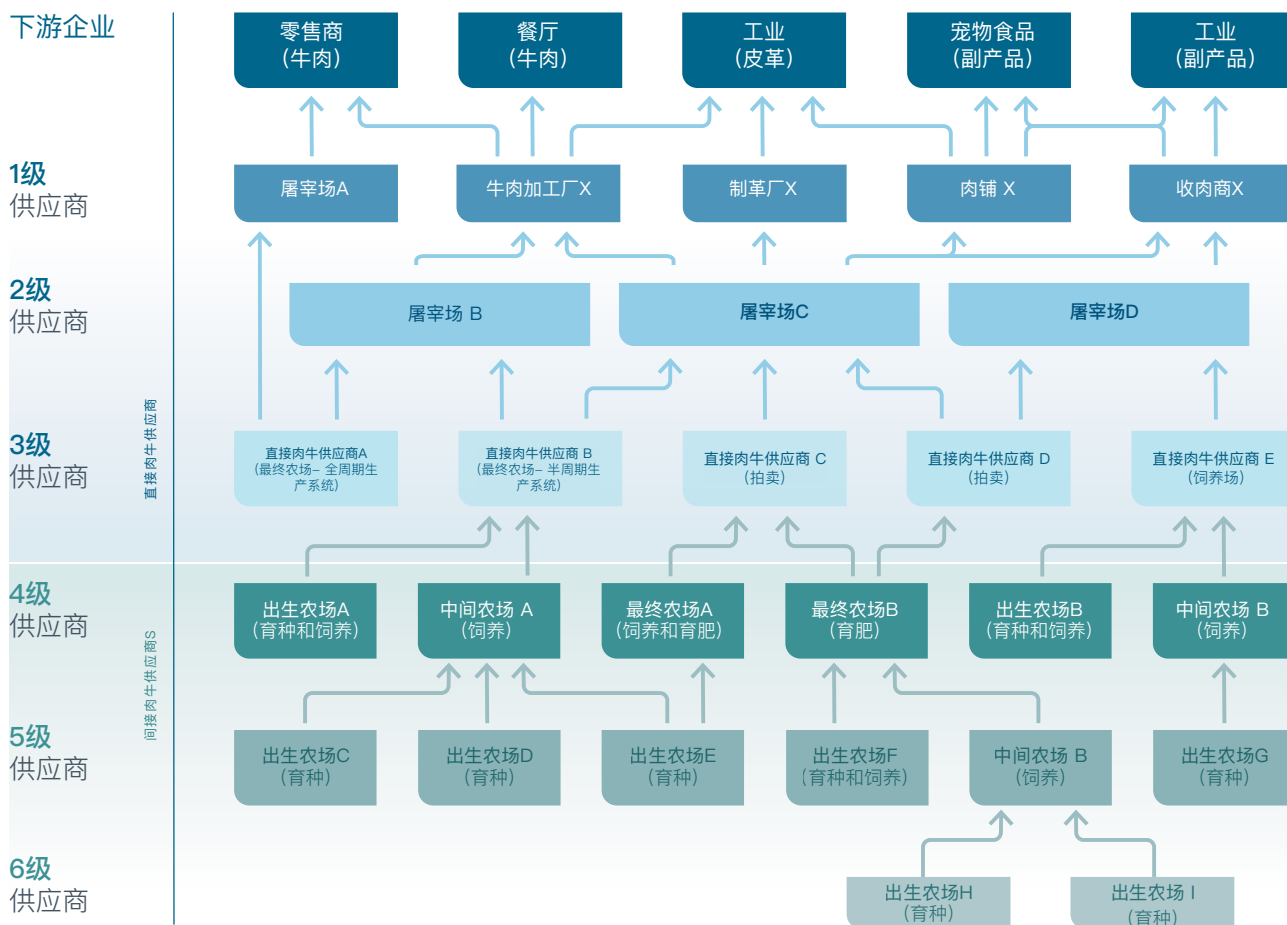 下游企业
零售商
(牛肉)
餐厅
(牛肉)
工业
(皮革)
宠物食品
(副产品)
工业
(副产品)
1级
供应商
屠宰场A
牛肉加工厂X
制革厂X
肉铺 X
收肉商X
2级
供应商
屠宰场 B
屠宰场C
屠宰场D
直接肉牛供应商
3级
供应商
直接肉牛供应商A
(最终农场– 全周期生
产系统)
直接肉牛供应商 B
(最终农场– 半周期生
产系统)
直接肉牛供应商 C
(拍卖)
直接肉牛供应商 D
(拍卖)
直接肉牛供应商 E
(饲养场)
间接肉牛供应商S
4级
供应商
出生农场A
(育种和饲养)
中间农场 A
(饲养)
最终农场A
(饲养和育肥)
最终农场B
(育肥)
出生农场B
(育种和饲养)
中间农场 B
(饲养)
5级
供应商
出生农场C
(育种)
出生农场D
(育种)
出生农场E
(育种)
出生农场F
(育种和饲养)
中间农场 B
(饲养)
出生农场G
(育种)
6级
供应商
出生农场H
(育种)
出生农场 I
(育种)